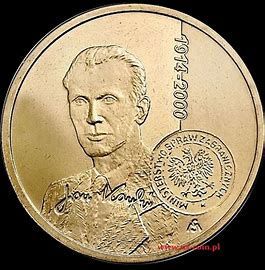 1914-2000
MINISTERSTWO SPRAW ZAGRANICZNYCH
Jan Karski